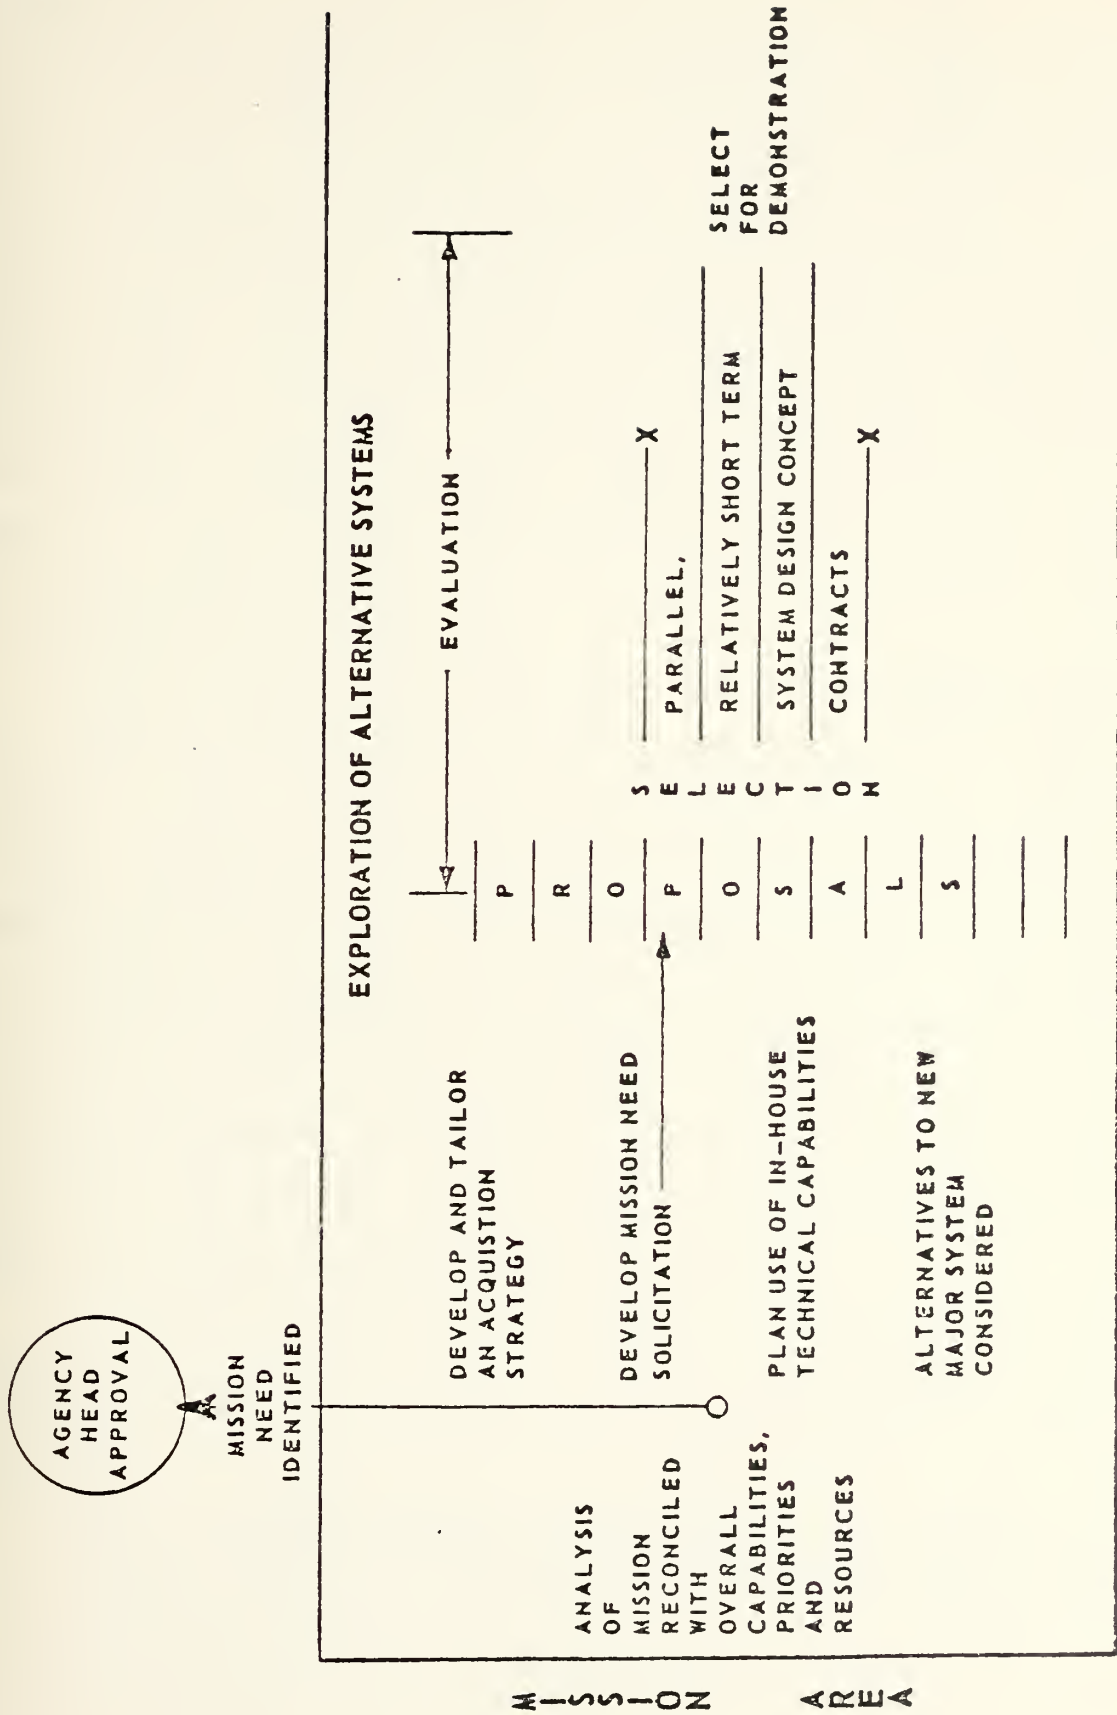 AGENCY
HEAD
APPROVAL
MISSION
NEED
IDENTIFIED
EXPLORATION OF ALTERNATIVE SYSTEMS
MISSION AREA
ANALYSIS
OF
MISSION
RECONCILED
WITH
OVERALL
CAPABILITIES,
PRIORITIES
AND
RESOURCES
DEVELOP AND TAILOR
AN ACQUISTION
STRATEGY
DEVELOP MISSION NEED
SOLICITATION
PLAN USE OF IN-HOUSE
TECHNICAL CAPABILITIES
ALTERNATIVES TO NEW
MAJOR SYSTEM
CONSIDERED
PROPOSALS
SELECTION
EVALUATION
X
PARALLEL,
RELATIVELY SHORT TERM
SYSTEM DESIGN CONCEPT
CONTRACTS
X
SELECT
FOR
DEMONSTRATION